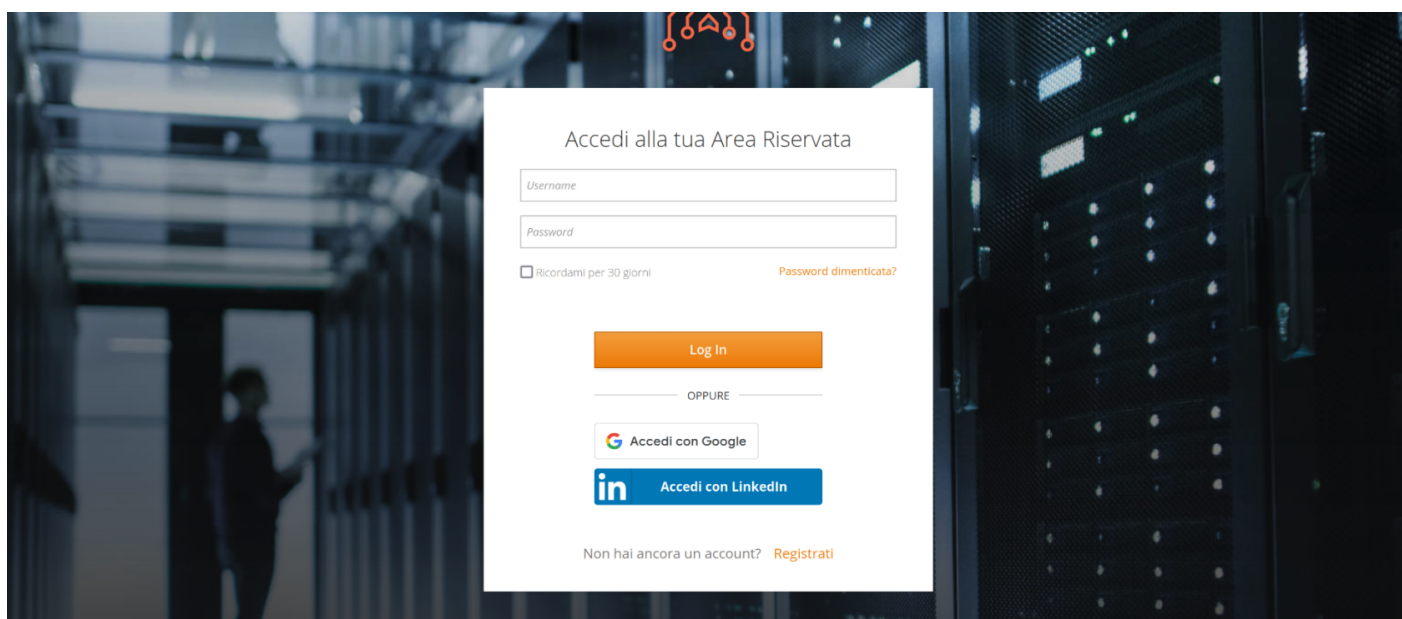 Accedi alla tua Area Riservata
Username
Password
Ricordami per 30 giorni Password dimenticata?
Log In
OPPURE
Accedi con Google
in Accedi con LinkedIn
Non hai ancora un account? Registrati